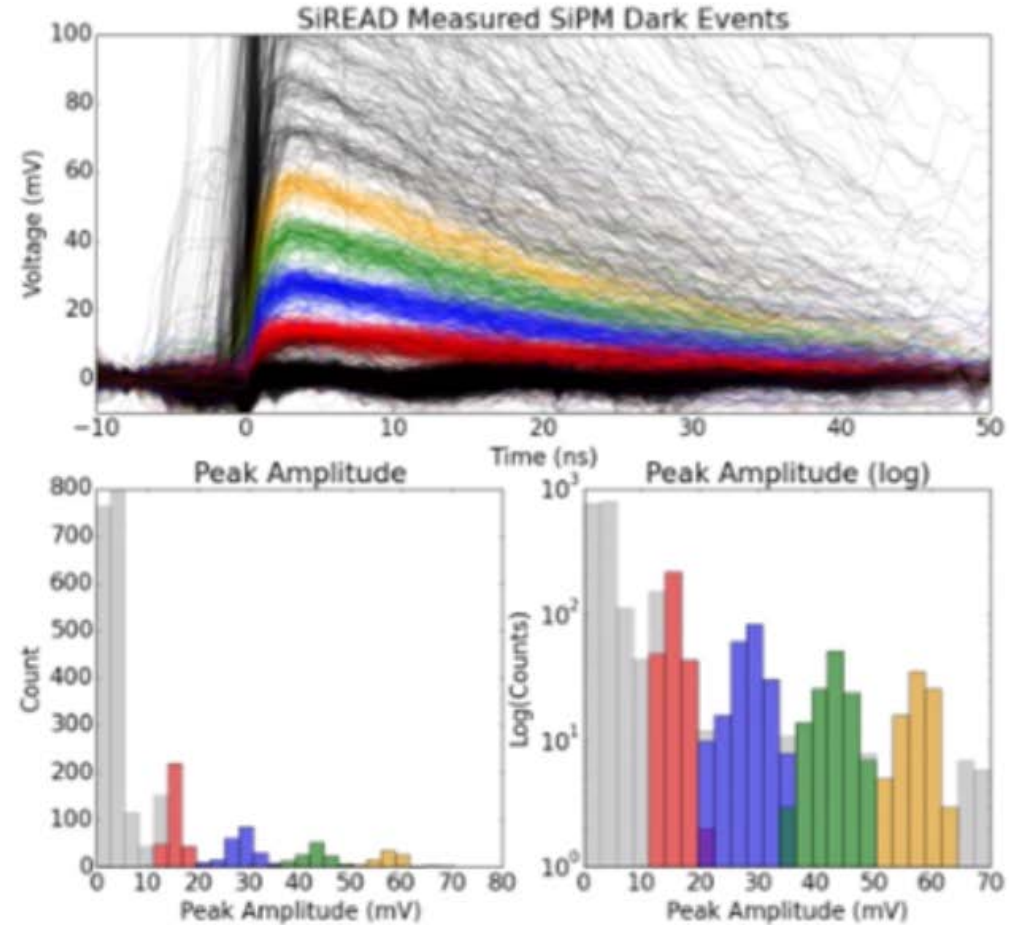 SiREAD Measured SiPM Dark Events
100
80
60
40
20
0
Voltage (mV)
−10 0 10 20 30 40 50
Time (ns)
Peak Amplitude
800
700
600
500
400
300
200
100
0
Count
0 10 20 30 40 50 60 70 80
Peak Amplitude (mV)
Peak Amplitude (log)
10³
10²
10¹
10⁰
Log(Counts)
0 10 20 30 40 50 60 70
Peak Amplitude (mV)